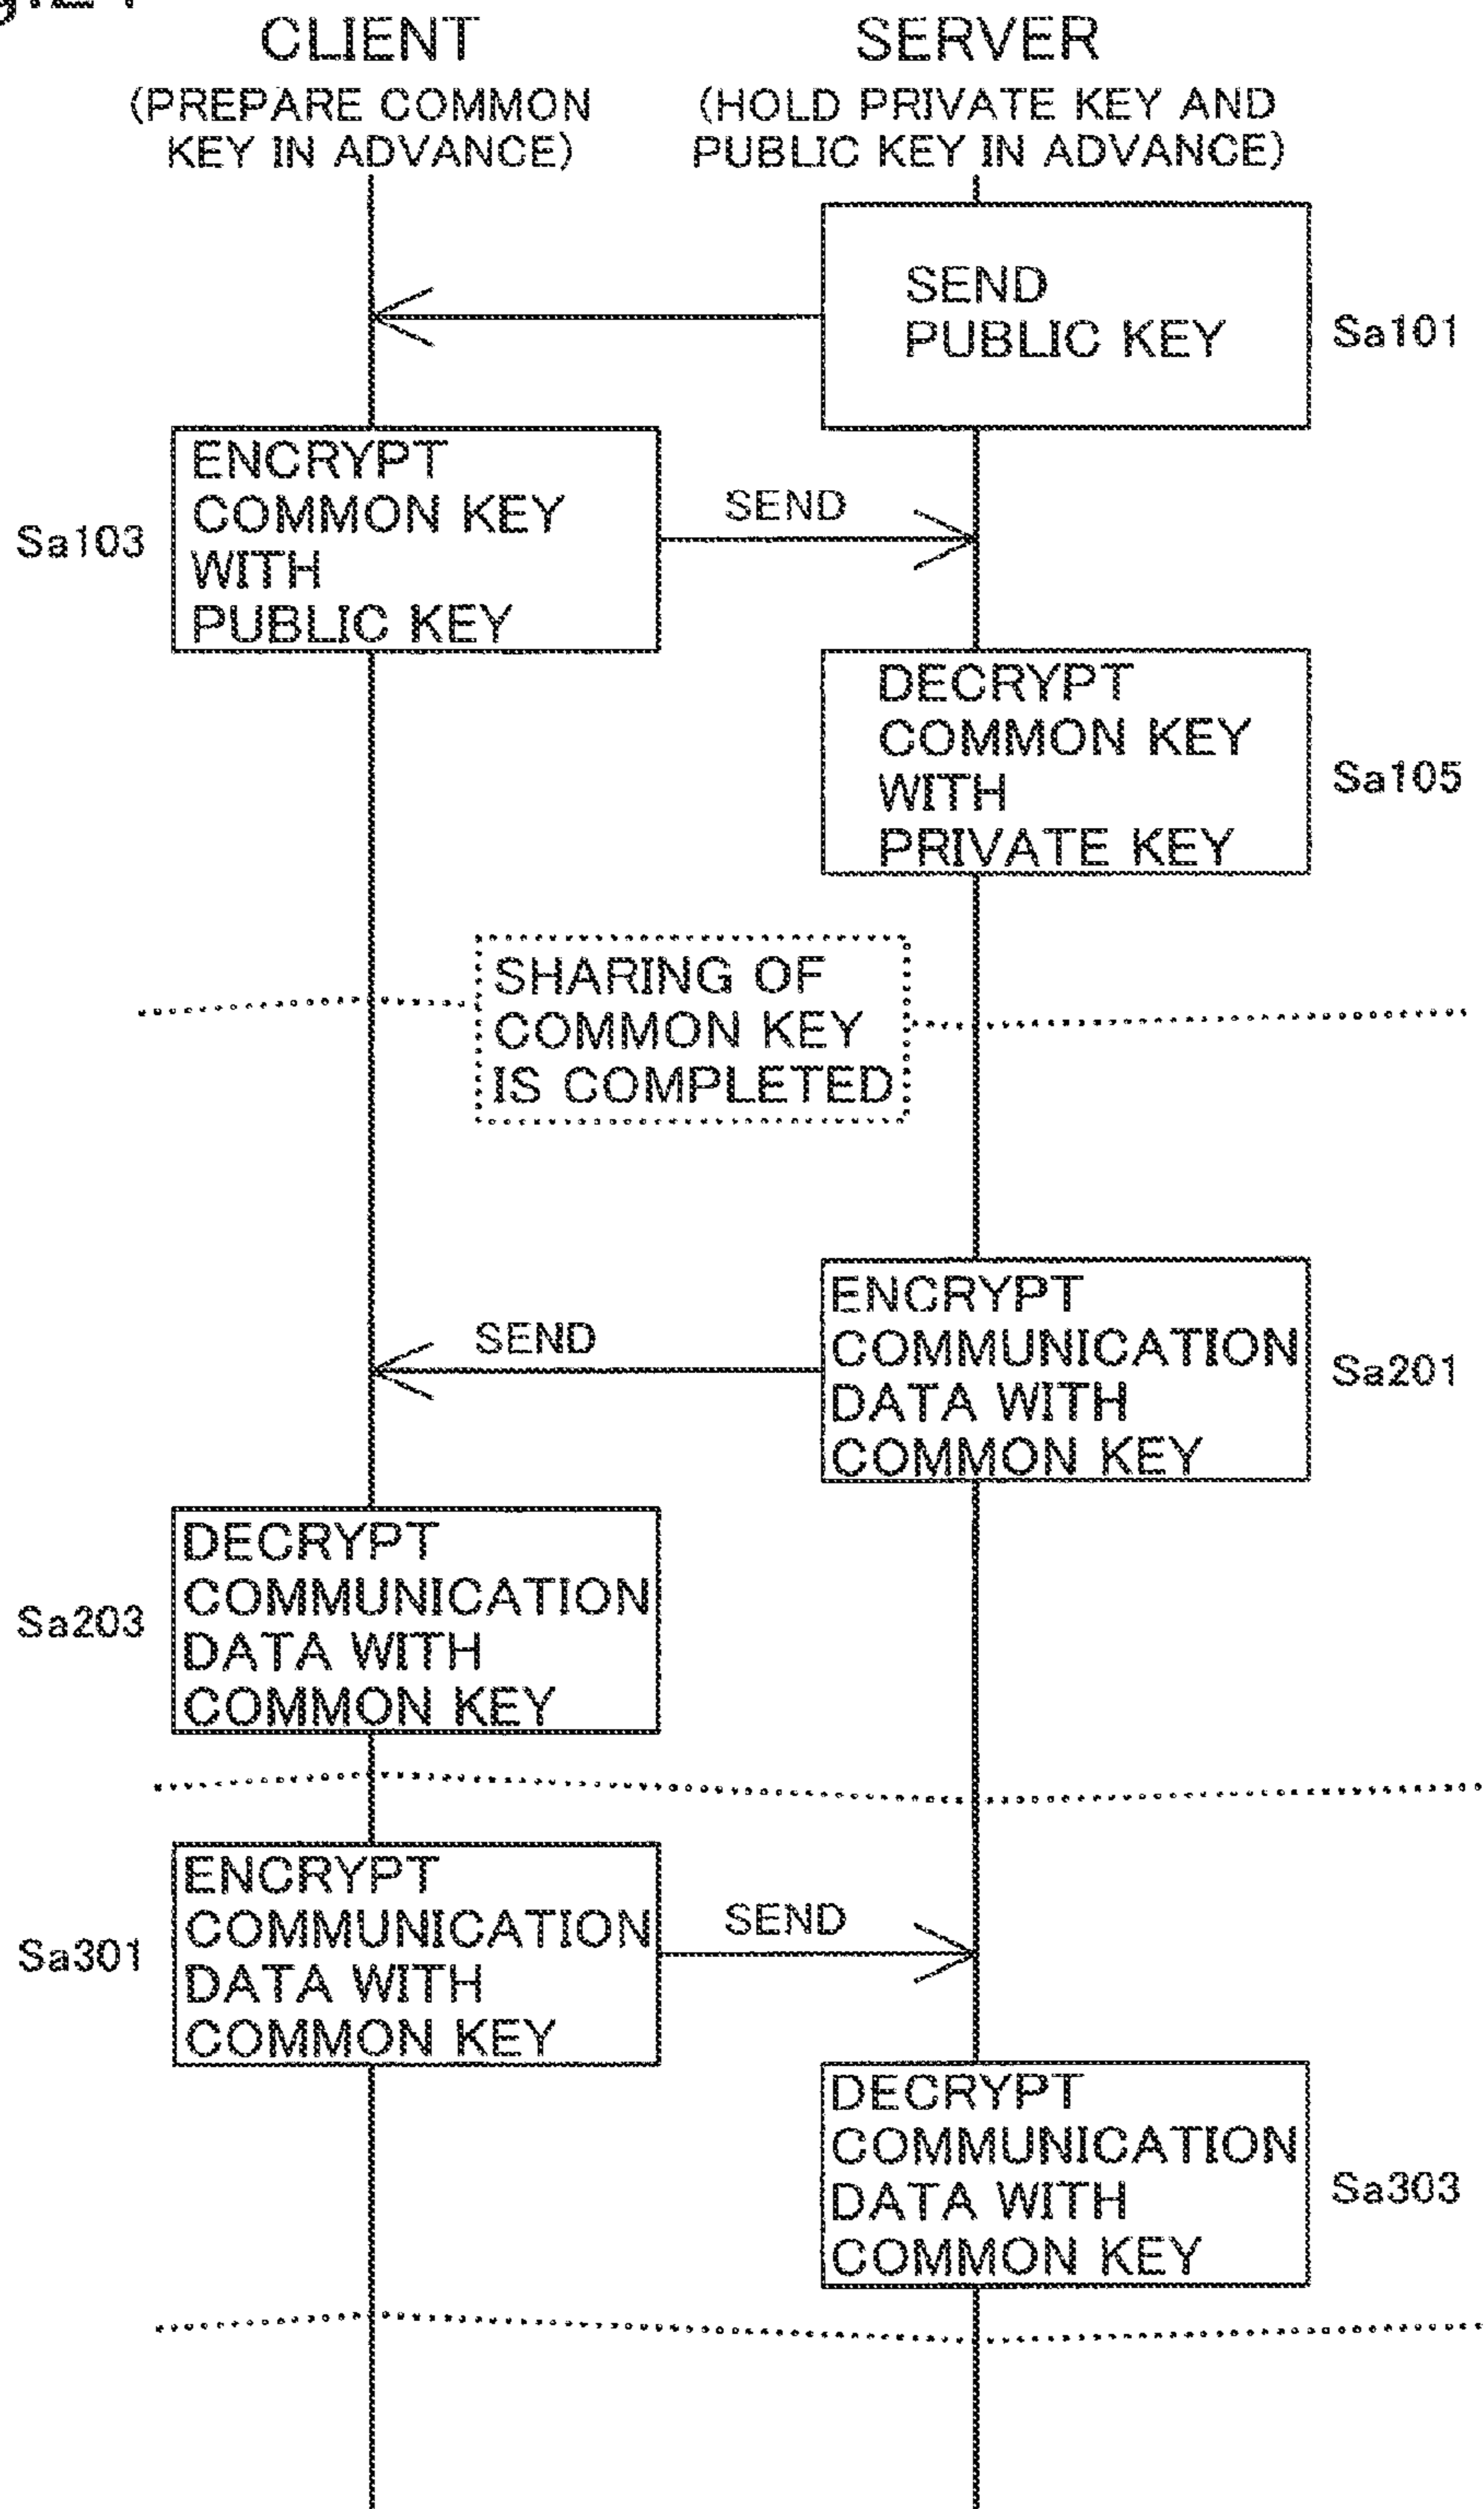 CLIENT
(PREPARE COMMON
KEY IN ADVANCE)
SERVER
(HOLD PRIVATE KEY AND
PUBLIC KEY IN ADVANCE)
SEND
PUBLIC KEY
Sa101
Sa103
ENCRYPT
COMMON KEY
WITH
PUBLIC KEY
SEND
DECRYPT
COMMON KEY
WITH
PRIVATE KEY
Sa105
SHARING OF
COMMON KEY
IS COMPLETED
SEND
ENCRYPT
COMMUNICATION
DATA WITH
COMMON KEY
Sa201
Sa203
DECRYPT
COMMUNICATION
DATA WITH
COMMON KEY
Sa301
ENCRYPT
COMMUNICATION
DATA WITH
COMMON KEY
SEND
DECRYPT
COMMUNICATION
DATA WITH
COMMON KEY
Sa303